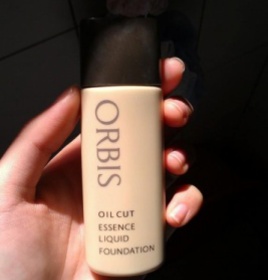 ORBIS
OIL CUT
ESSENCE
LIQUID
FOUNDATION